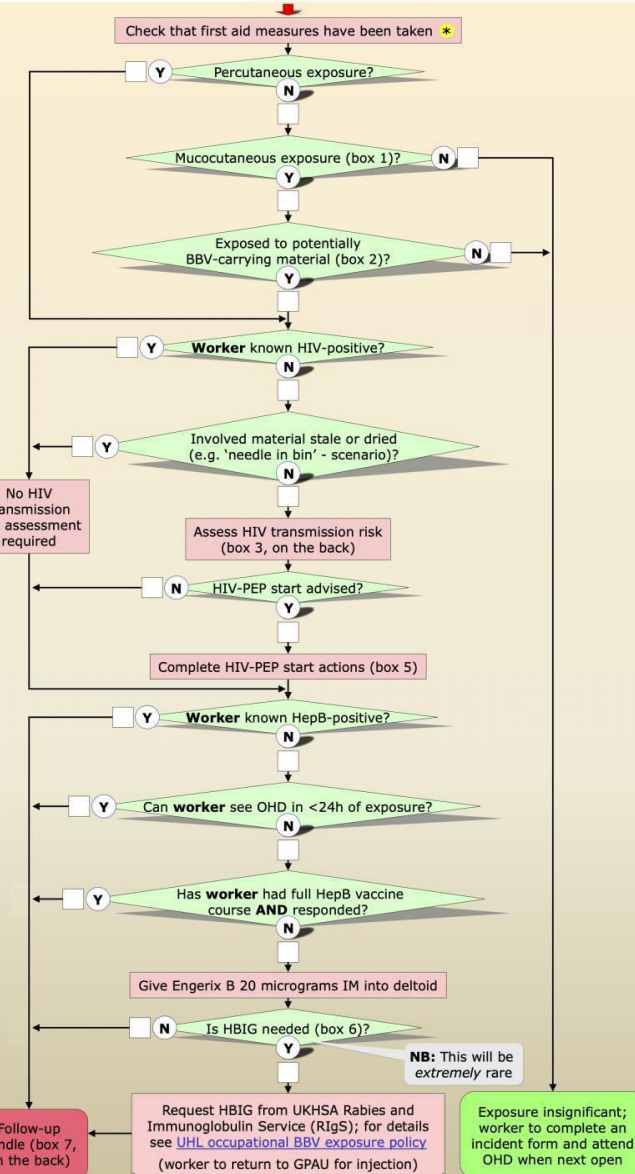 Check that first aid measures have been taken *
Y
Percutaneous exposure?
N
Mucocutaneous exposure (box 1)?
N
Y
Exposed to potentially
BBV-carrying material (box 2)?
N
Y
Y
Worker known HIV-positive?
N
Y
Involved material stale or dried
(e.g. ‘needle in bin’ - scenario)?
N
No HIV
assessment
required
Assess HIV transmission risk
(box 3, on the back)
N
HIV-PEP start advised?
Y
Complete HIV-PEP start actions (box 5)
Y
Worker known HepB-positive?
N
Y
Can worker see OHD in <24h of exposure?
N
Y
Has worker had full HepB vaccine
course AND responded?
N
Give Engerix B 20 micrograms IM into deltoid
N
Is HBIG needed (box 6)?
Y
NB: This will be
extremely rare
Follow-up
(box 7,
the back)
Request HBIG from UKHSA Rabies and
Immunoglobulin Service (RIgS); for details
see UHL occupational BBV exposure policy
(worker to return to GPAU for injection)
Exposure insignificant;
worker to complete an
incident form and attend
OHD when next open